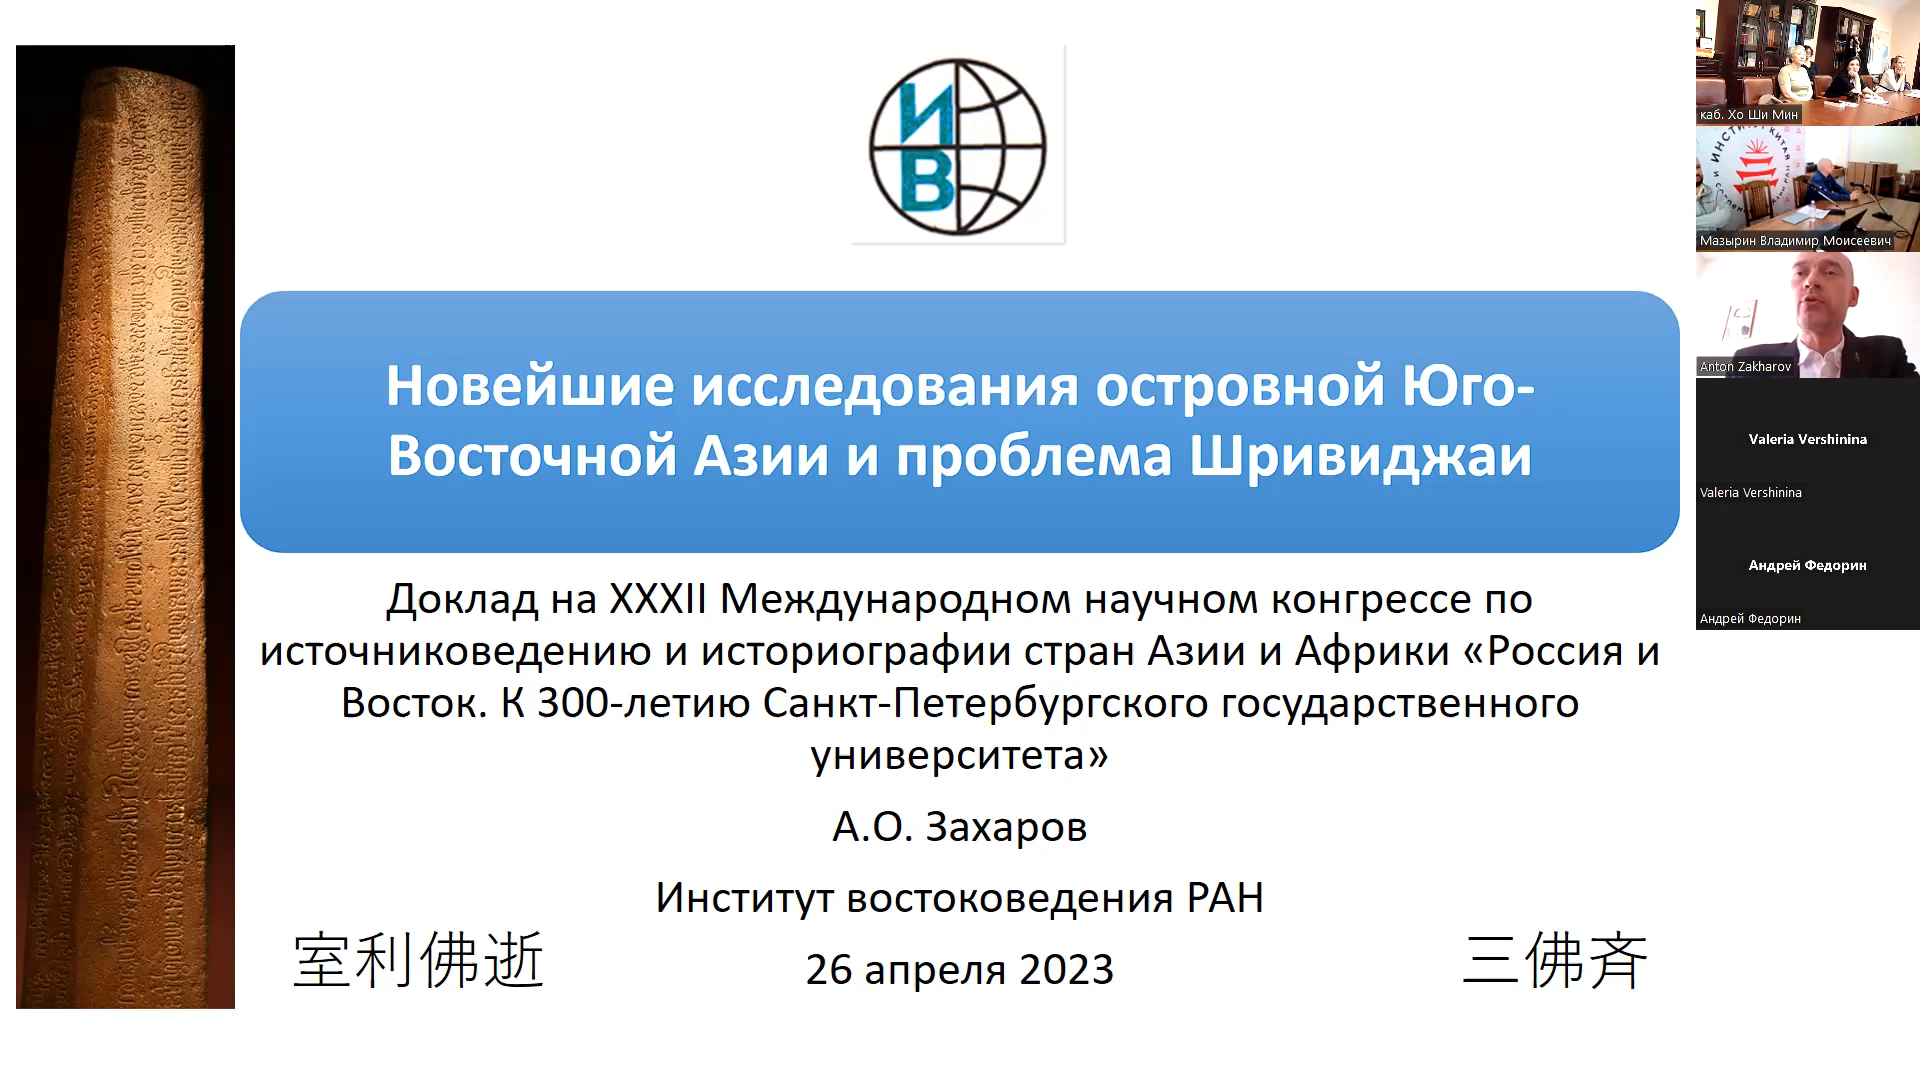 И
В
Новейшие исследования островной Юго-
Восточной Азии и проблема Шривиджаи
Доклад на XXXII Международном научном конгрессе по
источниковедению и историографии стран Азии и Африки «Россия и
Восток. К 300-летию Санкт-Петербургского государственного
университета»
А.О. Захаров
Институт востоковедения РАН
26 апреля 2023
室利佛逝
三佛斉
каб. Хо Ши Мин
ИНСТИТУТ КИТАЯ
Мазырин Владимир Моисеевич
Anton Zakharov
Valeria Vershinina
Valeria Vershinina
Андрей Федорин
Андрей Федорин